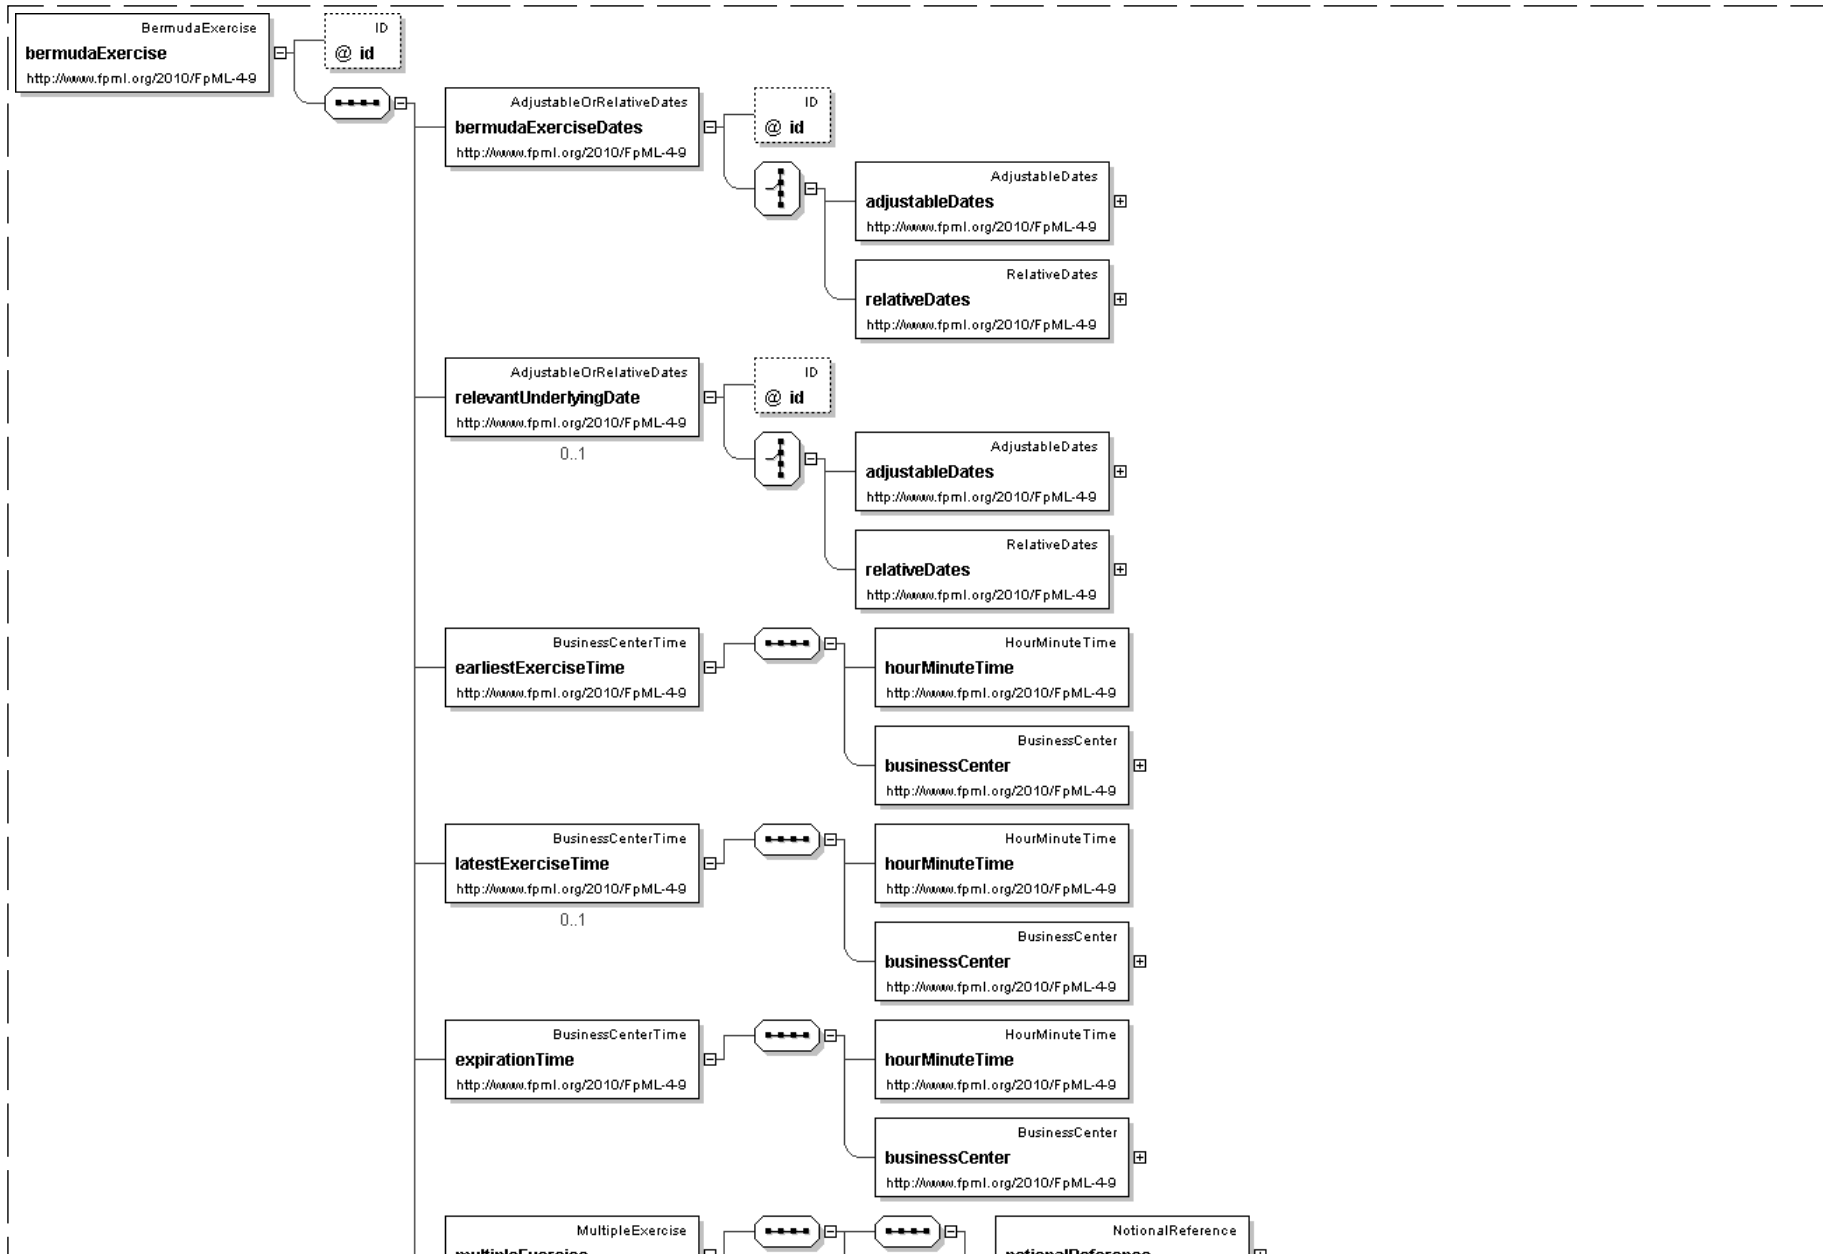 BermudaExercise
bermudaExercise
http://www.fpml.org/2010/FpML-4-9
ID
@ id
AdjustableOrRelativeDates
bermudaExerciseDates
http://www.fpml.org/2010/FpML-4-9
ID
@ id
AdjustableDates
adjustableDates
http://www.fpml.org/2010/FpML-4-9
RelativeDates
relativeDates
http://www.fpml.org/2010/FpML-4-9
AdjustableOrRelativeDates
relevantUnderlyingDate
http://www.fpml.org/2010/FpML-4-9
0..1
ID
@ id
AdjustableDates
adjustableDates
http://www.fpml.org/2010/FpML-4-9
RelativeDates
relativeDates
http://www.fpml.org/2010/FpML-4-9
BusinessCenterTime
earliestExerciseTime
http://www.fpml.org/2010/FpML-4-9
HourMinuteTime
hourMinuteTime
http://www.fpml.org/2010/FpML-4-9
BusinessCenter
businessCenter
http://www.fpml.org/2010/FpML-4-9
BusinessCenterTime
latestExerciseTime
http://www.fpml.org/2010/FpML-4-9
0..1
HourMinuteTime
hourMinuteTime
http://www.fpml.org/2010/FpML-4-9
BusinessCenter
businessCenter
http://www.fpml.org/2010/FpML-4-9
BusinessCenterTime
expirationTime
http://www.fpml.org/2010/FpML-4-9
HourMinuteTime
hourMinuteTime
http://www.fpml.org/2010/FpML-4-9
BusinessCenter
businessCenter
http://www.fpml.org/2010/FpML-4-9
MultipleExercise
multipleExercise
NotionalReference
notionalReference